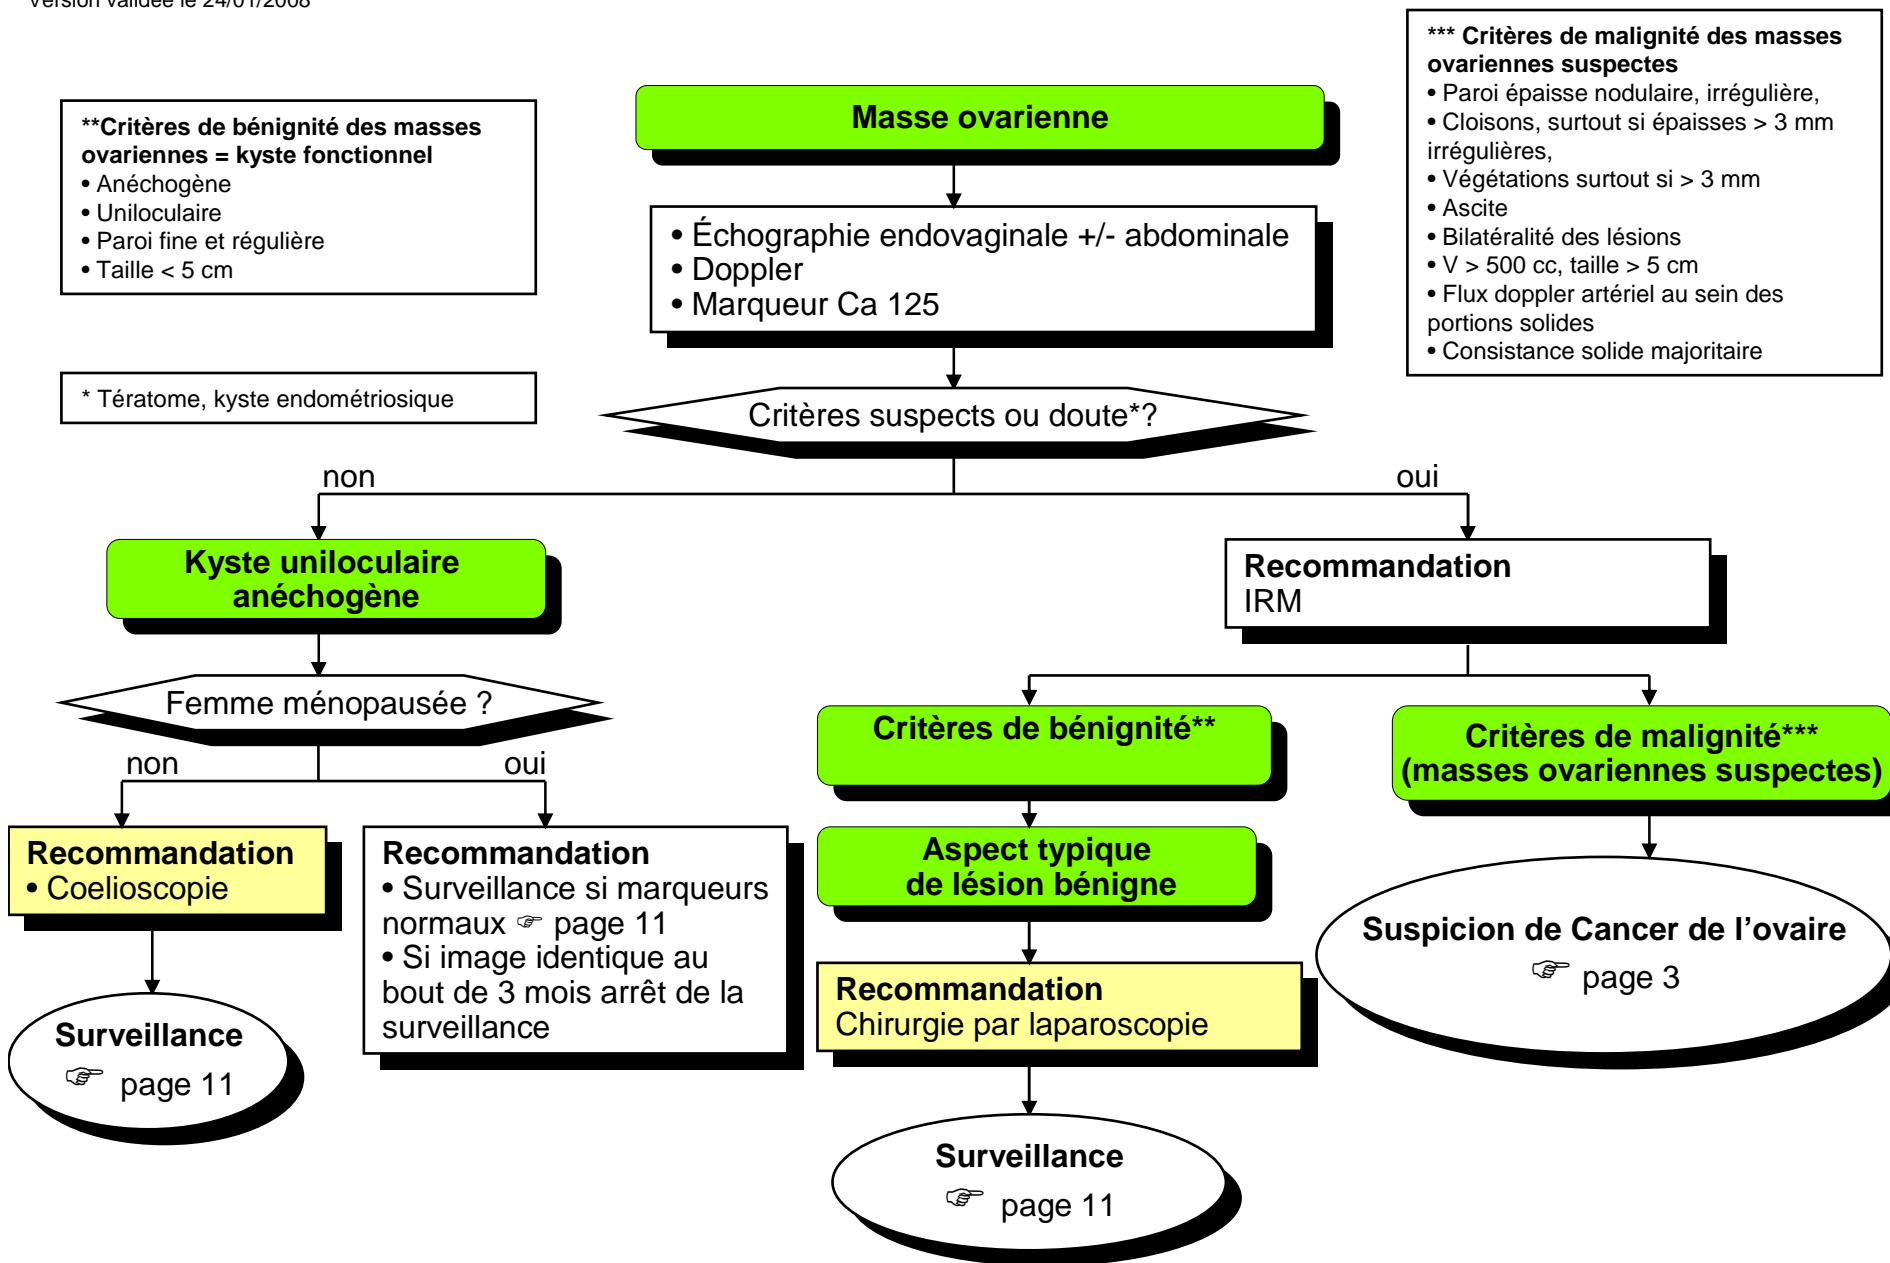 Version validée le 24/01/2008
*** Critères de malignité des masses
ovariennes suspectes
• Paroi épaisse nodulaire, irrégulière,
• Cloisons, surtout si épaisses > 3 mm
irrégulières,
• Végétations surtout si > 3 mm
• Ascite
• Bilatéralité des lésions
• V > 500 cc, taille > 5 cm
• Flux doppler artériel au sein des
portions solides
• Consistance solide majoritaire
**Critères de bénignité des masses
ovariennes = kyste fonctionnel
• Anéchogène
• Uniloculaire
• Paroi fine et régulière
• Taille < 5 cm
Masse ovarienne
• Échographie endovaginale +/- abdominale
• Doppler
• Marqueur Ca 125
* Tératome, kyste endométriosique
Critères suspects ou doute*?
non
oui
Kyste uniloculaire
anéchogène
Recommandation
IRM
Femme ménopausée ?
non
oui
Critères de bénignité**
Critères de malignité***
(masses ovariennes suspectes)
Recommandation
• Coelioscopie
Recommandation
• Surveillance si marqueurs
normaux ☞ page 11
• Si image identique au
bout de 3 mois arrêt de la
surveillance
Aspect typique
de lésion bénigne
Suspicion de Cancer de l’ovaire
☞ page 3
Recommandation
Chirurgie par laparoscopie
Surveillance
☞ page 11
Surveillance
☞ page 11